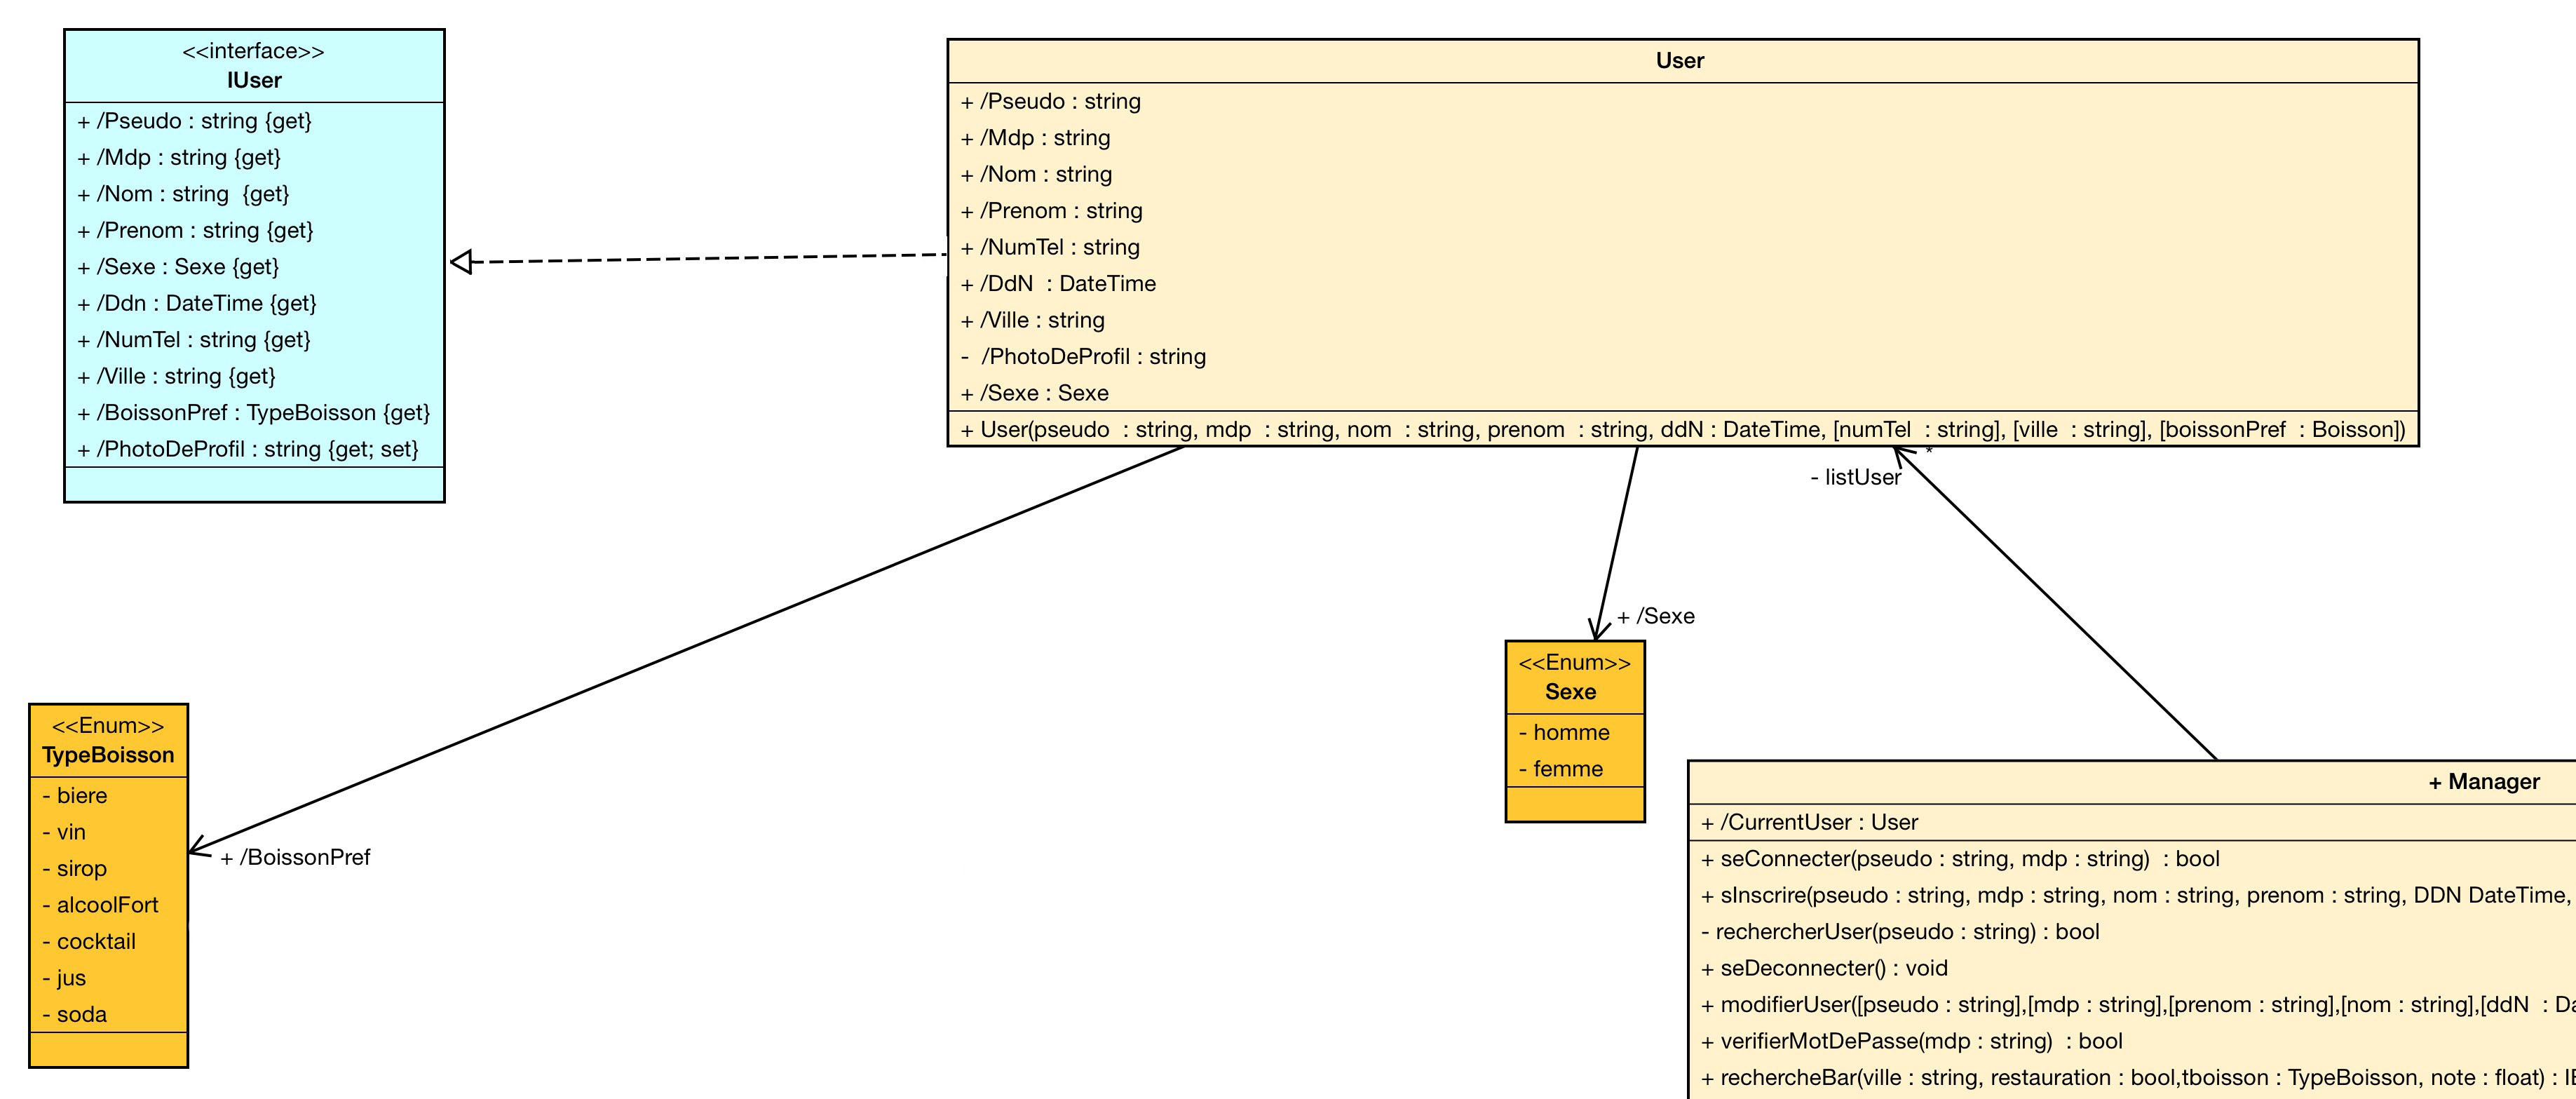 <<interface>>
IUser
+ /Pseudo : string {get}
+ /Mdp : string {get}
+ /Nom : string  {get}
+ /Prenom : string {get}
+ /Sexe : Sexe {get}
+ /Ddn : DateTime {get}
+ /NumTel : string {get}
+ /Ville : string {get}
+ /BoissonPref : TypeBoisson {get}
+ /PhotoDeProfil : string {get; set}
User
+ /Pseudo : string
+ /Mdp : string
+ /Nom : string
+ /Prenom : string
+ /NumTel : string
+ /DdN  : DateTime
+ /Ville : string
-  /PhotoDeProfil : string
+ /Sexe : Sexe
+ User(pseudo  : string, mdp  : string, nom  : string, prenom  : string, ddN : DateTime, [numTel  : string], [ville  : string], [boissonPref  : Boisson])
*
- listUser
+ /Sexe
<<Enum>>
Sexe
- homme
- femme
<<Enum>>
TypeBoisson
- biere
- vin
- sirop
- alcoolFort
- cocktail
- jus
- soda
+ /BoissonPref
+ Manager
+ /CurrentUser : User
+ seConnecter(pseudo : string, mdp : string)  : bool
+ sInscrire(pseudo : string, mdp : string, nom : string, prenom : string, DDN DateTime,
- rechercherUser(pseudo : string) : bool
+ seDeconnecter() : void
+ modifierUser([pseudo : string],[mdp : string],[prenom : string],[nom : string],[ddN  :
+ verifierMotDePasse(mdp : string)  : bool
+ rechercheBar(ville : string, restauration : bool,tboisson : TypeBoisson, note : float) :